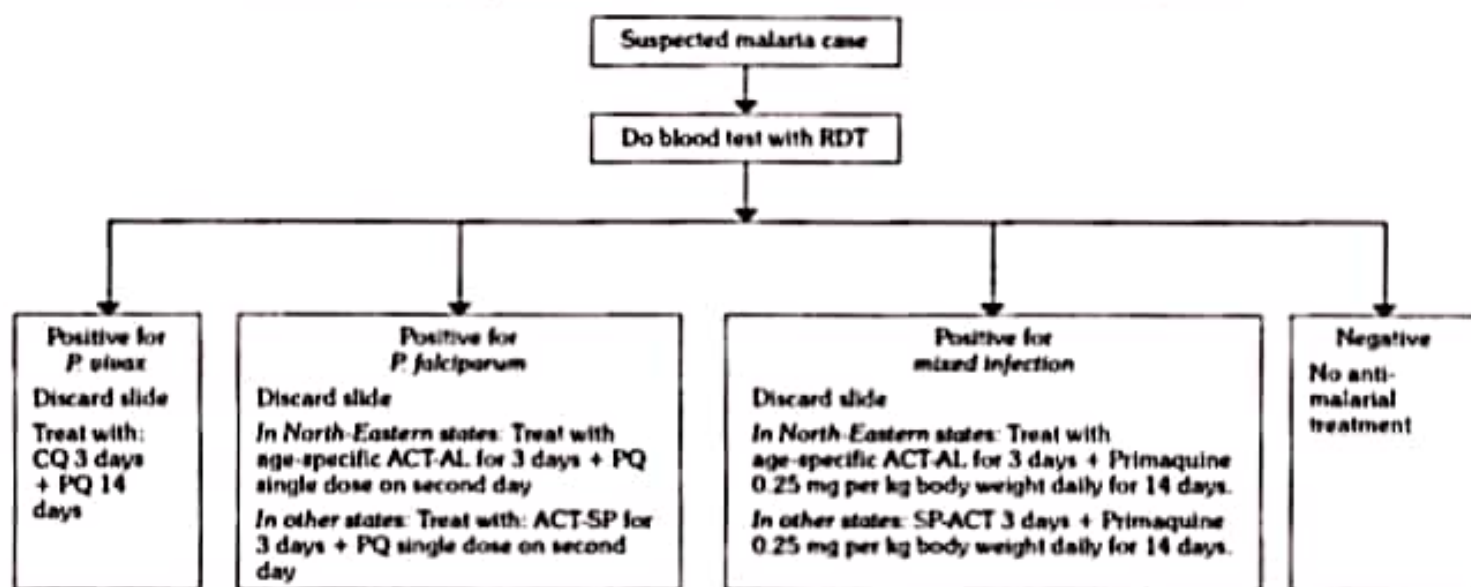 Suspected malaria case
Do blood test with RDT
Positive for
P. vivax
Discard slide
Treat with:
CQ 3 days
+ PQ 14
days
Positive for
P. falciparum
Discard slide
In North-Eastern states: Treat with
age-specific ACT-AL for 3 days + PQ
single dose on second day
In other states: Treat with: ACT-SP for
3 days + PQ single dose on second
day
Positive for
mixed infection
Discard slide
In North-Eastern states: Treat with
age-specific ACT-AL for 3 days + Primaquine
0.25 mg per kg body weight daily for 14 days.
In other states: SP-ACT 3 days + Primaquine
0.25 mg per kg body weight daily for 14 days.
Negative
No anti-
malarial
treatment